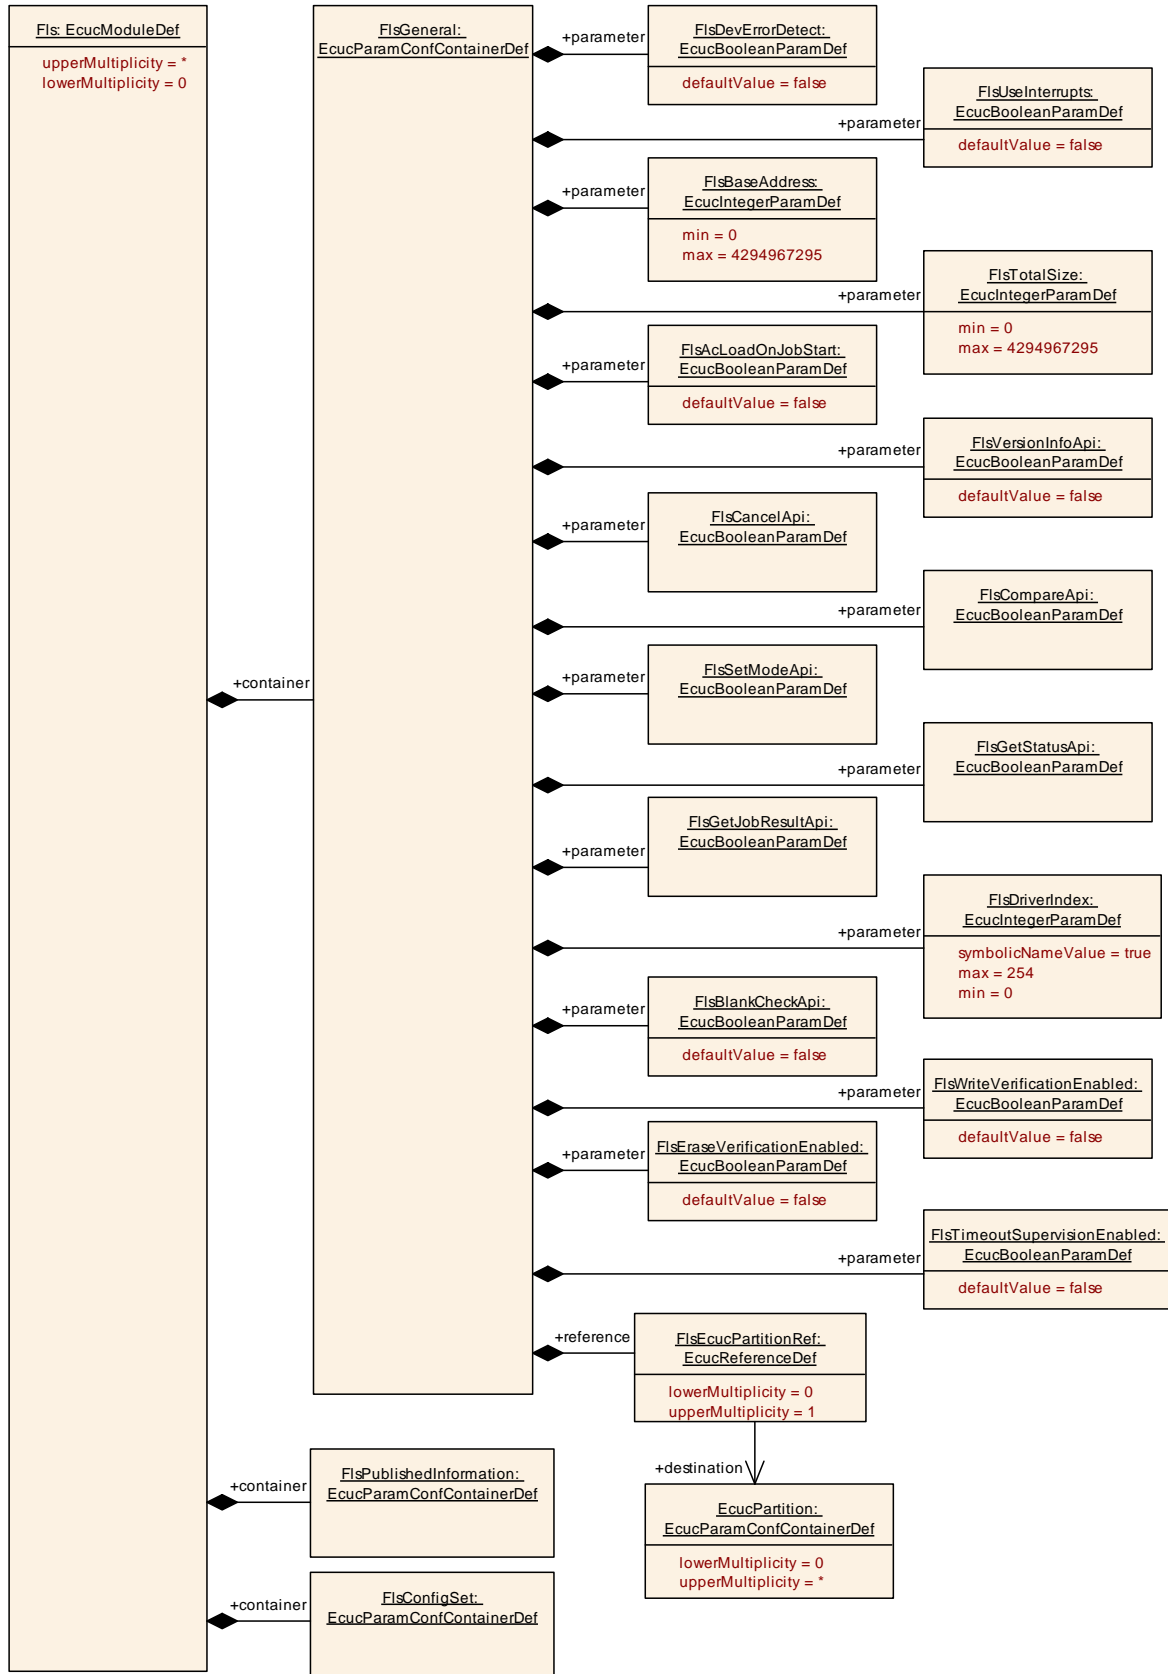 Fls: EcucModuleDef
upperMultiplicity = *
lowerMultiplicity = 0
FlsGeneral:
EcucParamConfContainerDef
+parameter
FlsDevErrorDetect:
EcucBooleanParamDef
defaultValue = false
+parameter
FlsUseInterrupts:
EcucBooleanParamDef
defaultValue = false
+parameter
FlsBaseAddress:
EcucIntegerParamDef
min = 0
max = 4294967295
+parameter
FlsTotalSize:
EcucIntegerParamDef
min = 0
max = 4294967295
+parameter
FlsAcLoadOnJobStart:
EcucBooleanParamDef
defaultValue = false
+parameter
FlsVersionInfoApi:
EcucBooleanParamDef
defaultValue = false
+parameter
FlsCancelApi:
EcucBooleanParamDef
+parameter
FlsCompareApi:
EcucBooleanParamDef
+container
+parameter
FlsSetModeApi:
EcucBooleanParamDef
+parameter
FlsGetStatusApi:
EcucBooleanParamDef
+parameter
FlsGetJobResultApi:
EcucBooleanParamDef
+parameter
FlsDriverIndex:
EcucIntegerParamDef
symbolicNameValue = true
max = 254
min = 0
+parameter
FlsBlankCheckApi:
EcucBooleanParamDef
defaultValue = false
+parameter
FlsWriteVerificationEnabled:
EcucBooleanParamDef
defaultValue = false
+parameter
FlsEraseVerificationEnabled:
EcucBooleanParamDef
defaultValue = false
+parameter
FlsTimeoutSupervisionEnabled:
EcucBooleanParamDef
defaultValue = false
+reference
FlsEcucPartitionRef:
EcucReferenceDef
lowerMultiplicity = 0
upperMultiplicity = 1
+destination
EcucPartition:
EcucParamConfContainerDef
lowerMultiplicity = 0
upperMultiplicity = *
+container
FlsPublishedInformation:
EcucParamConfContainerDef
+container
FlsConfigSet:
EcucParamConfContainerDef